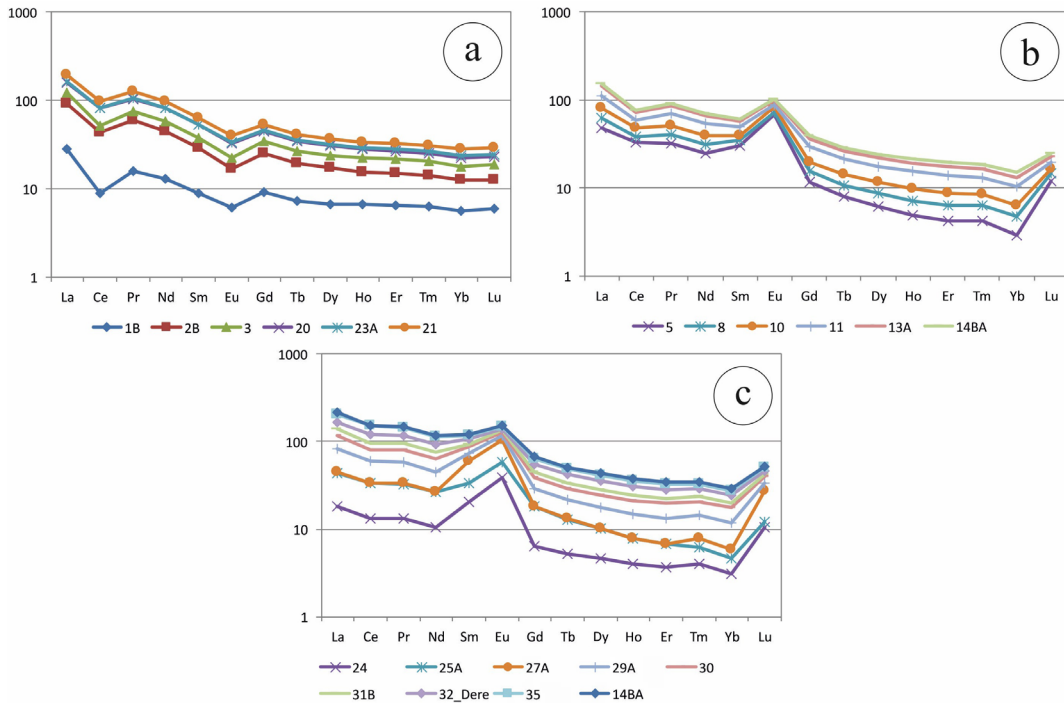 1000
100
10
1
a
La Ce Pr Nd Sm Eu Gd Tb Dy Ho Er Tm Yb Lu
1B 2B 3 20 23A 21
1000
100
10
1
b
La Ce Pr Nd Sm Eu Gd Tb Dy Ho Er Tm Yb Lu
5 8 10 11 13A 14BA
1000
100
10
1
c
La Ce Pr Nd Sm Eu Gd Tb Dy Ho Er Tm Yb Lu
24 25A 27A 29A 30
31B 32_Dere 35 14BA